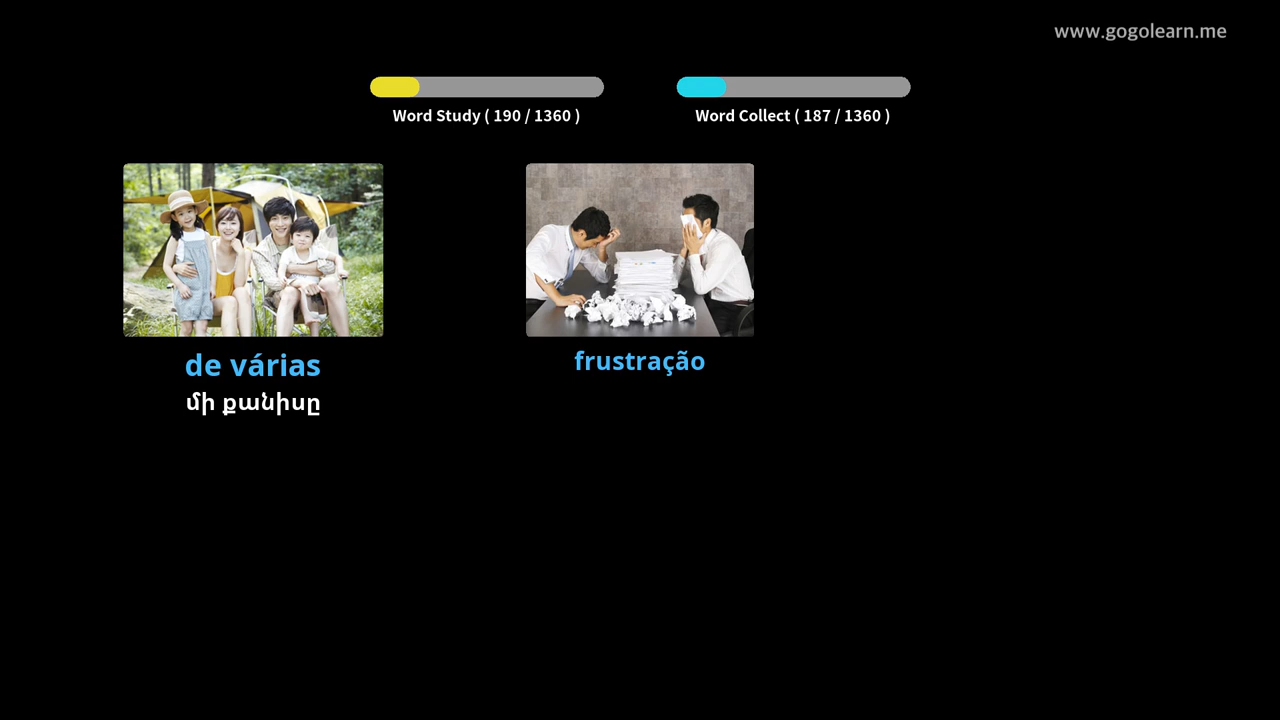 www.gogolearn.me
Word Study ( 190 / 1360 )
Word Collect ( 187 / 1360 )
de várias
մի քանիսը
frustração